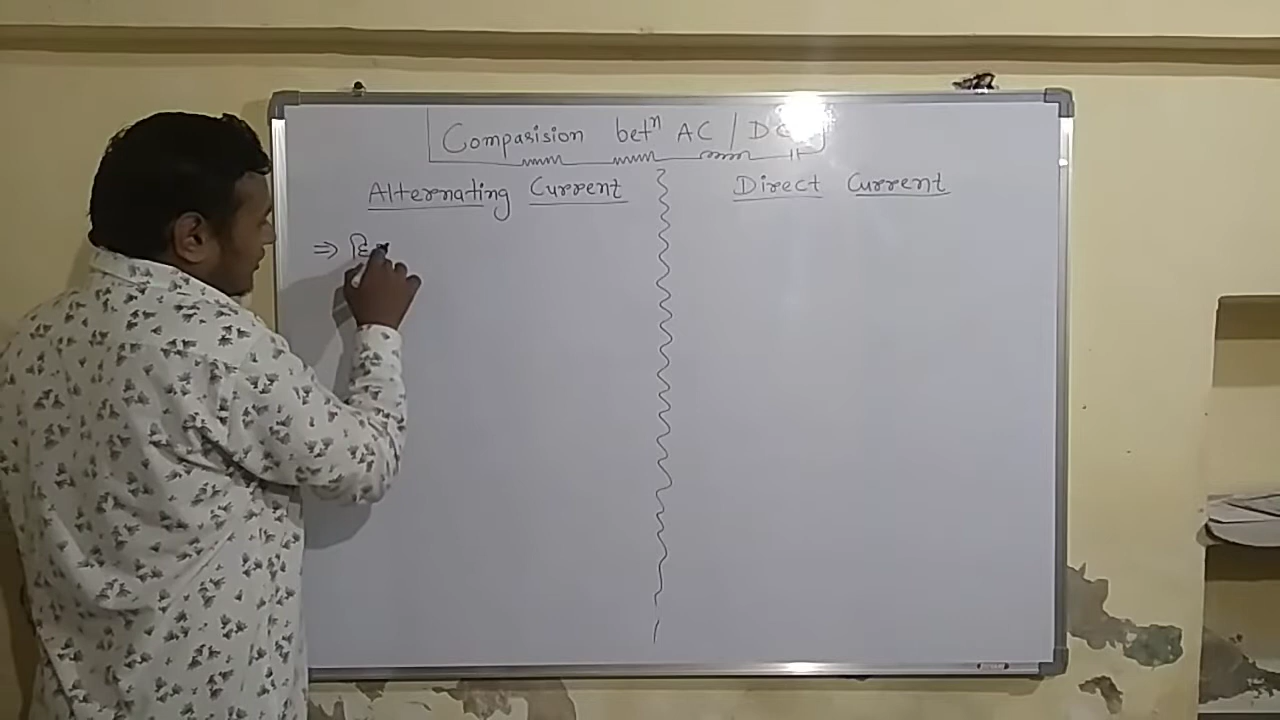 Comparision betⁿ AC / DC
Alternating Current
Direct Current
⇒